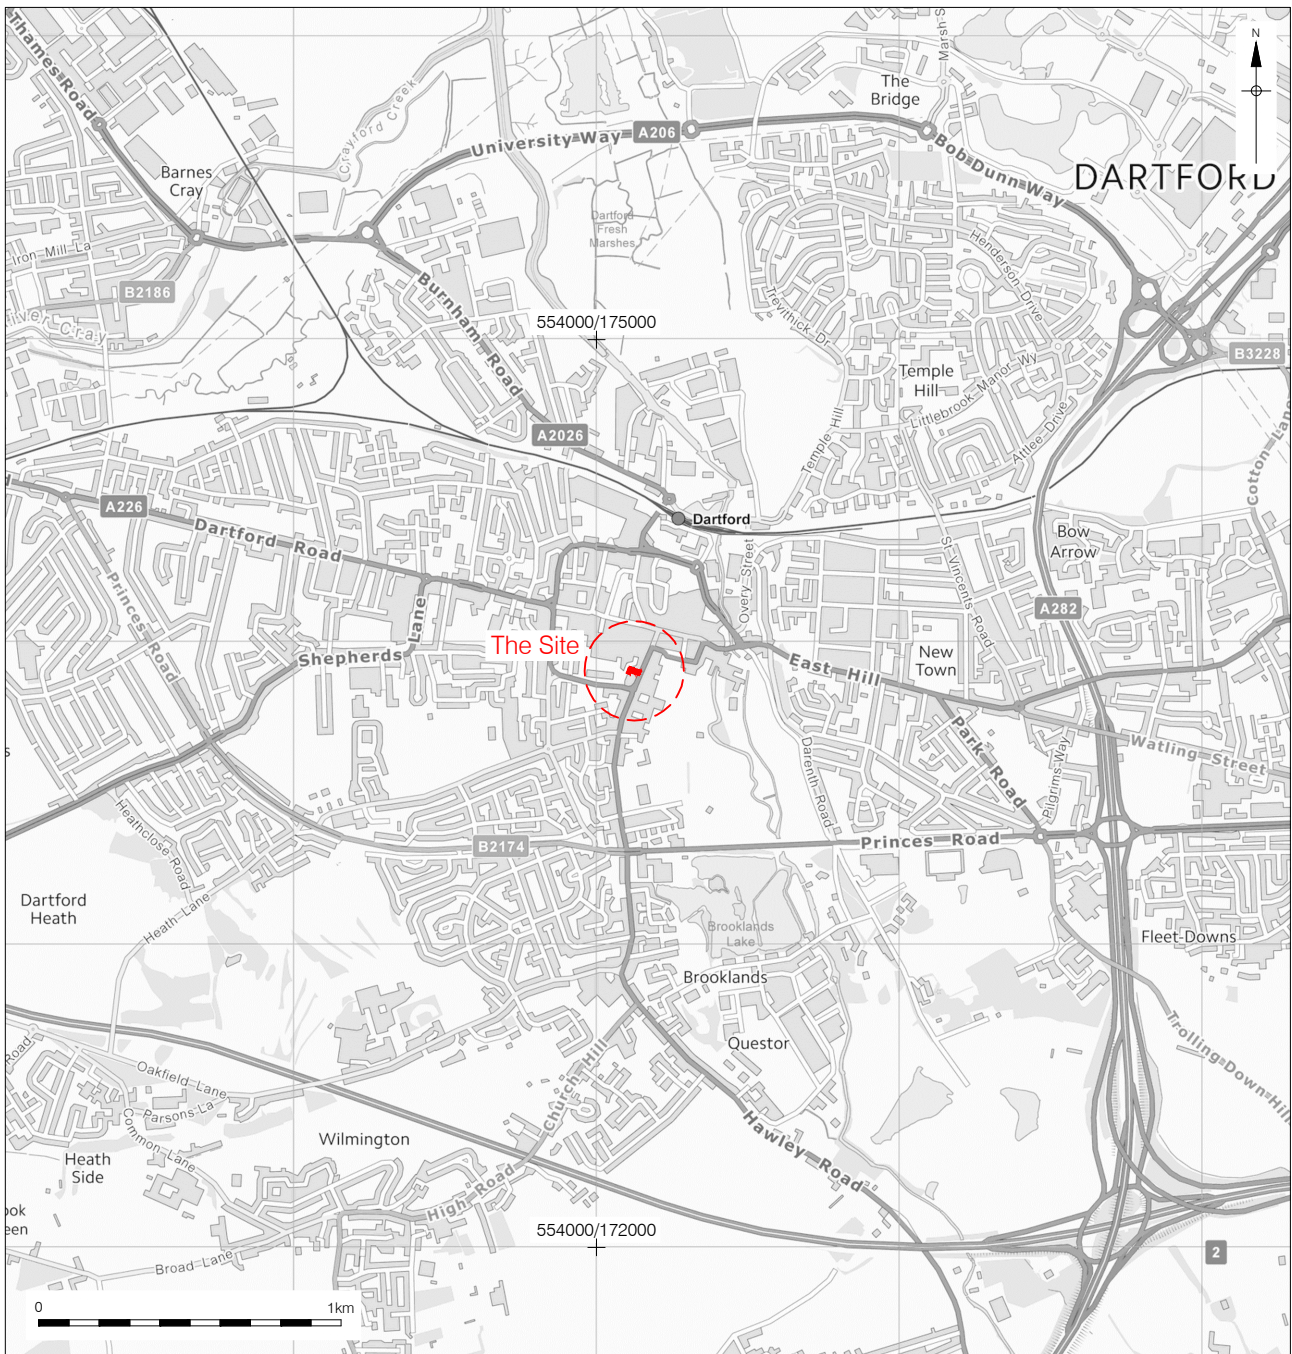 Thames Road
Marsh S
N
The
Bridge
Crayford Creek
University Way
A206
Bob Dunn Way
Barnes
Cray
DARTFORD
Dartford
Fresh
Marshes
Iron Mill La
Henderson Drive
B2186
Burnham Road
Trevithick Dr
River Cray
554000/175000
B3228
Temple
Hill
Littlebrook Manor Wy
Attlee Drive
Temple Hill
A2026
Cotton Lane
A226
Dartford Road
Dartford
Bow
Arrow
Overy Street
St Vincents Road
Princes Road
Shepherds Lane
A282
The Site
East Hill
New
Town
Park Road
Watling Street
Pilgrims Way
Darenth Road
s
Heathclose Road
B2174
Princes Road
Dartford
Heath
Heath Lane
Brooklands
Lake
Fleet-Downs
Brooklands
Questor
Trolling Down Hill
Road
Oakfield Lane
Parsons La
Common Lane
Church Hill
Wilmington
Hawley Road
Heath
Side
High Road
ook
een
554000/172000
Broad Lane
2
0 1km